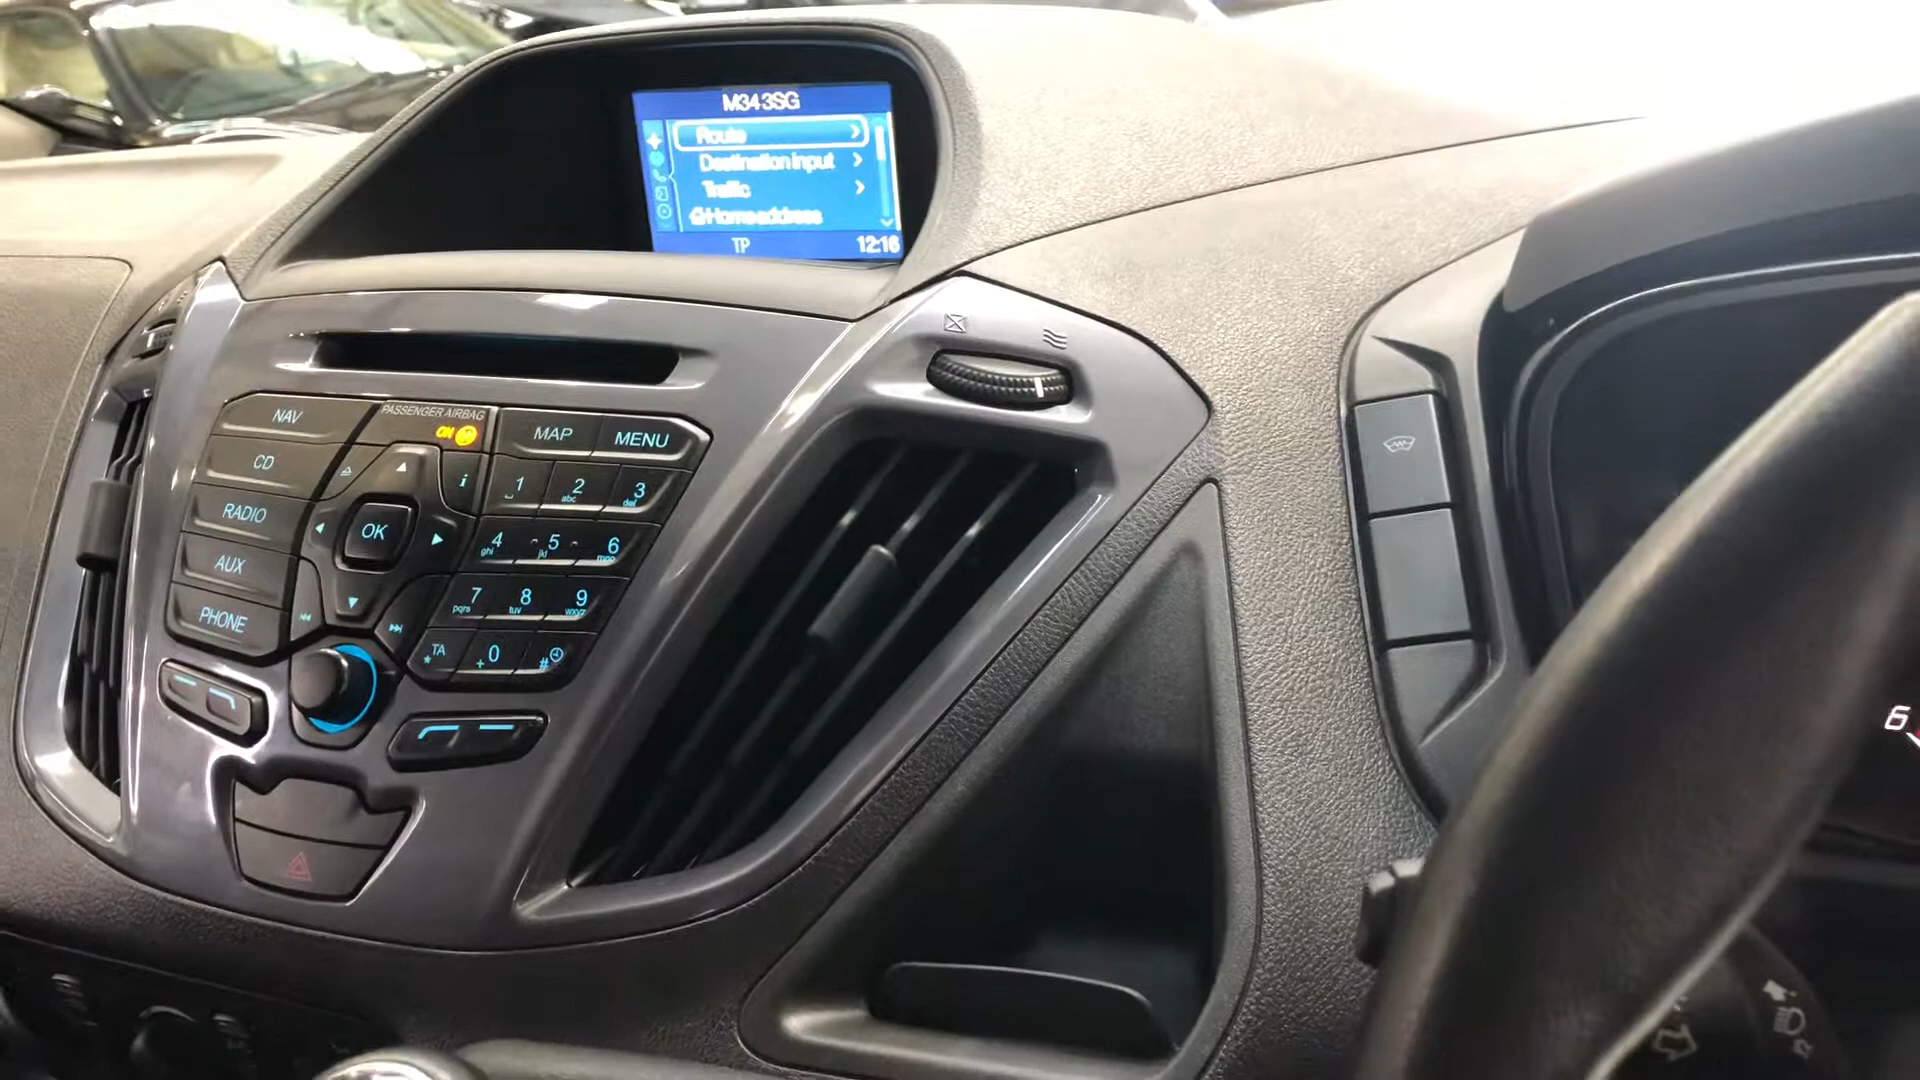 M34 3SG
Route
Destination input
Traffic
Home address
TP 12:16
NAV
PASSENGER AIRBAG
ON
MAP MENU
CD
i
1 2 abc 3 def
RADIO
OK
4 ghi 5 jkl 6 mno
AUX
7 pqrs 8 tuv 9 wxyz
PHONE
TA * + 0 #
6